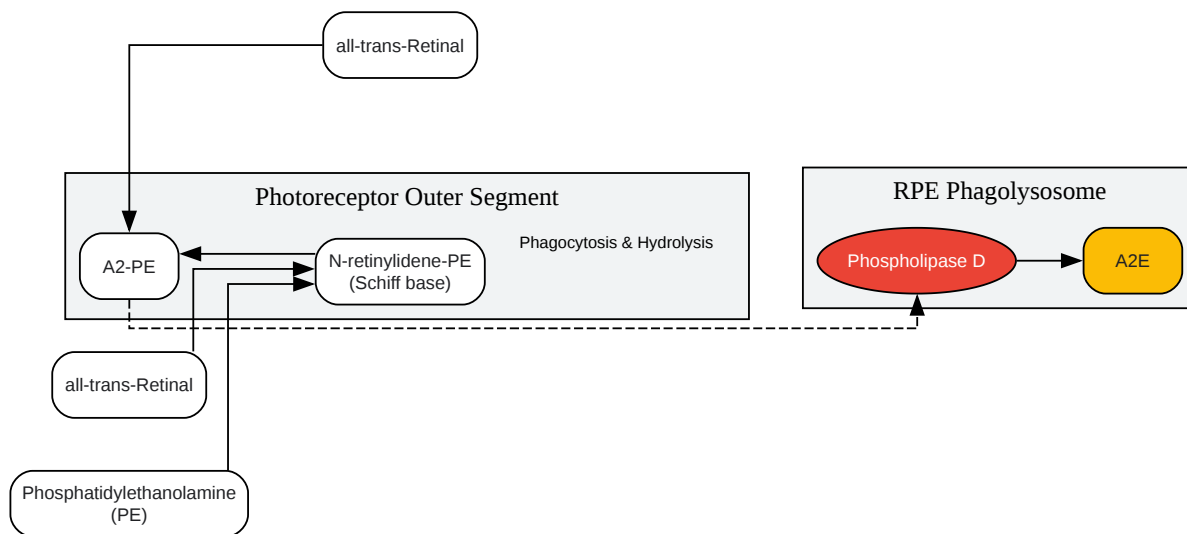 all-trans-Retinal
Photoreceptor Outer Segment
RPE Phagolysosome
Phagocytosis & Hydrolysis
A2-PE
N-retinylidene-PE
(Schiff base)
Phospholipase D
A2E
all-trans-Retinal
Phosphatidylethanolamine
(PE)